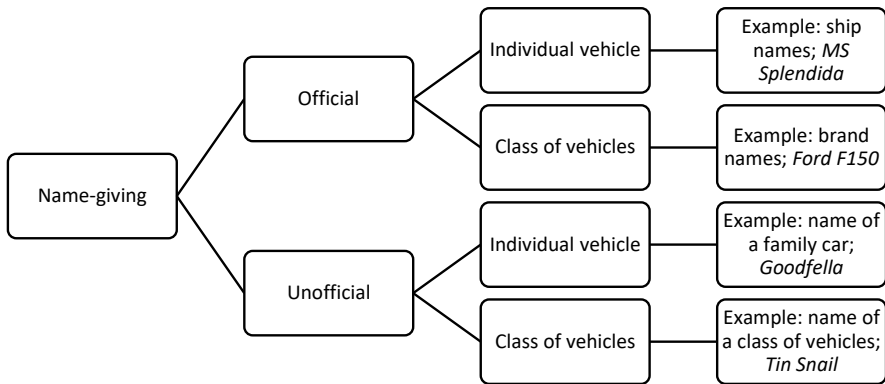 Name-giving
Official
Individual vehicle
Example: ship
names; MS
Splendida
Class of vehicles
Example: brand
names; Ford F150
Unofficial
Individual vehicle
Example: name of
a family car;
Goodfella
Class of vehicles
Example: name of
a class of vehicles;
Tin Snail